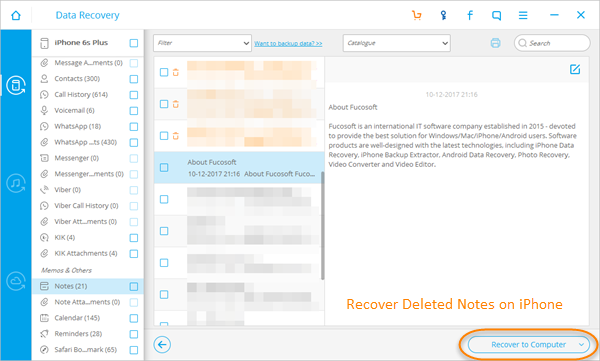 Data Recovery
iPhone 6s Plus
Message A...ments (0)
Contacts (300)
Call History (614)
Voicemail (6)
WhatsApp (18)
WhatsApp ...ts (430)
Messenger (0)
Messenger...ments (0)
Viber (0)
Viber Call History (0)
Viber Att...ments (0)
KIK (4)
KIK Attachments (4)
Memos & Others
Notes (21)
Note Atta...ments (0)
Calendar (145)
Reminders (28)
Safari Bo...mark (65)
Filter
Want to backup data? >>
Catalogue
Search
About Fucosoft
10-12-2017 21:16 About Fucosoft Fuco...
10-12-2017 21:16
About Fucosoft
Fucosoft is an international IT software company established in 2015 - devoted
to provide the best solution for Windows/Mac/iPhone/Android users. Software
products are well-designed with the latest technologies, including iPhone Data
Recovery, iPhone Backup Extractor. Android Data Recovery. Photo Recovery.
Video Converter and Video Editor.
Recover Deleted Notes on iPhone
Recover to Computer